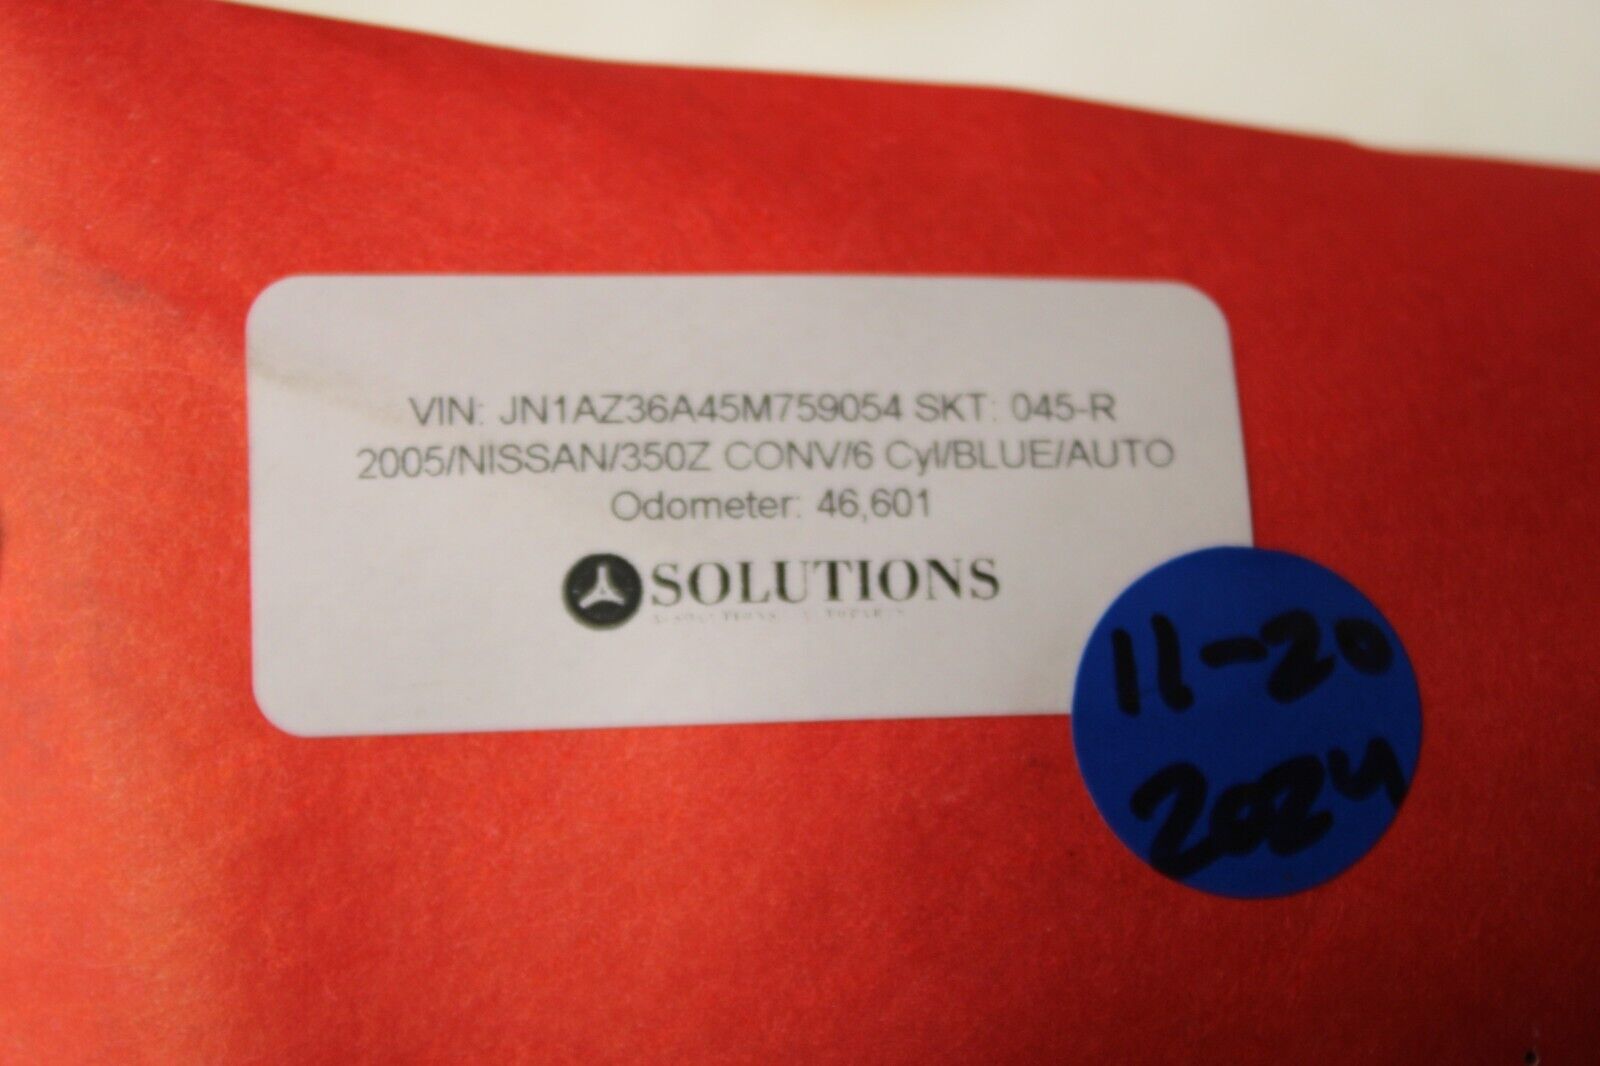 VIN: JN1AZ36A45M759054 SKT: 045-R
2005/NISSAN/350Z CONV/6 Cyl/BLUE/AUTO
Odometer: 46,601
SOLUTIONS
11-20
2024